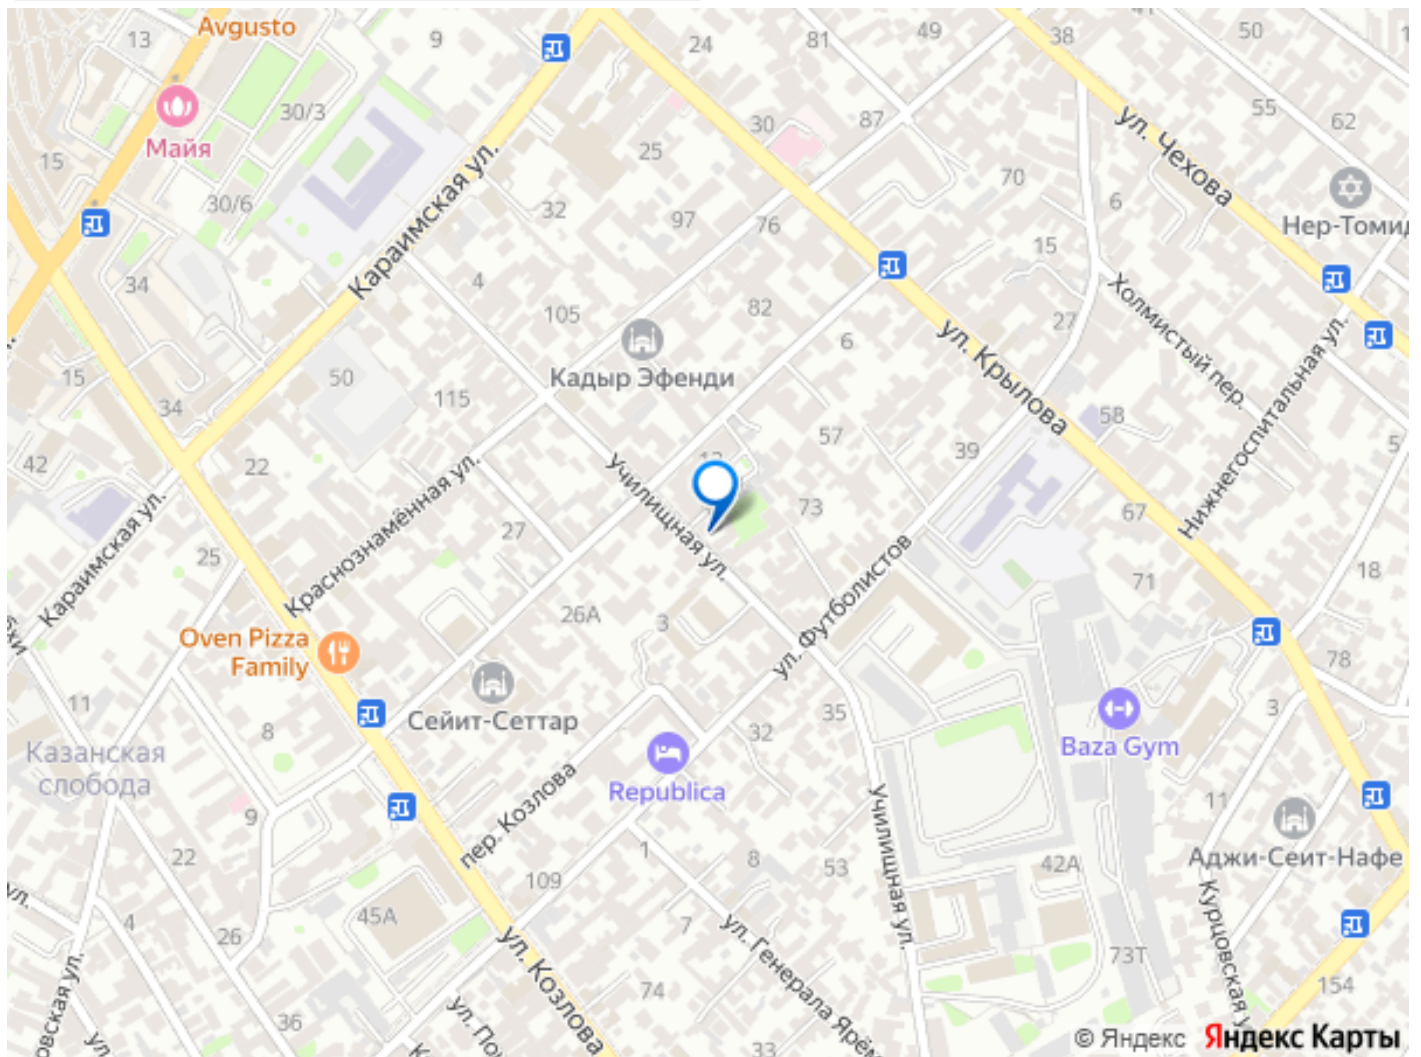 Avgusto
13
9
24
81
49
38
41
50
30/3
Майя
15
30
87
55
62
ул. Чехова
25
70
30/6
Караимская ул.
32
97
76
6
Нер-Томид
34
4
15
105
82
Холмистый пер.
27
ул. Крылова
6
Кадыр Эфенди
15
50
115
34
57
58
39
5
42
22
Краснознамённая ул.
Училищная ул.
73
67
Нижнегоспитальная ул.
Караимская ул.
25
27
71
18
26А
3
ул. Футболистов
Oven Pizza
Family
78
11
8
Сейит-Сеттар
32
35
3
Baza Gym
Казанская
слобода
Republica
пер. Козлова
Училищная ул.
9
22
1
8
53
42А
11
Аджи-Сеит-Нафе
109
4
45А
26
7
ул. Козлова
ул. Генерала Ярём
73Т
Курцовская у
74
154
36
33
ул.
овская ул.
ул. По
© Яндекс Яндекс Карты